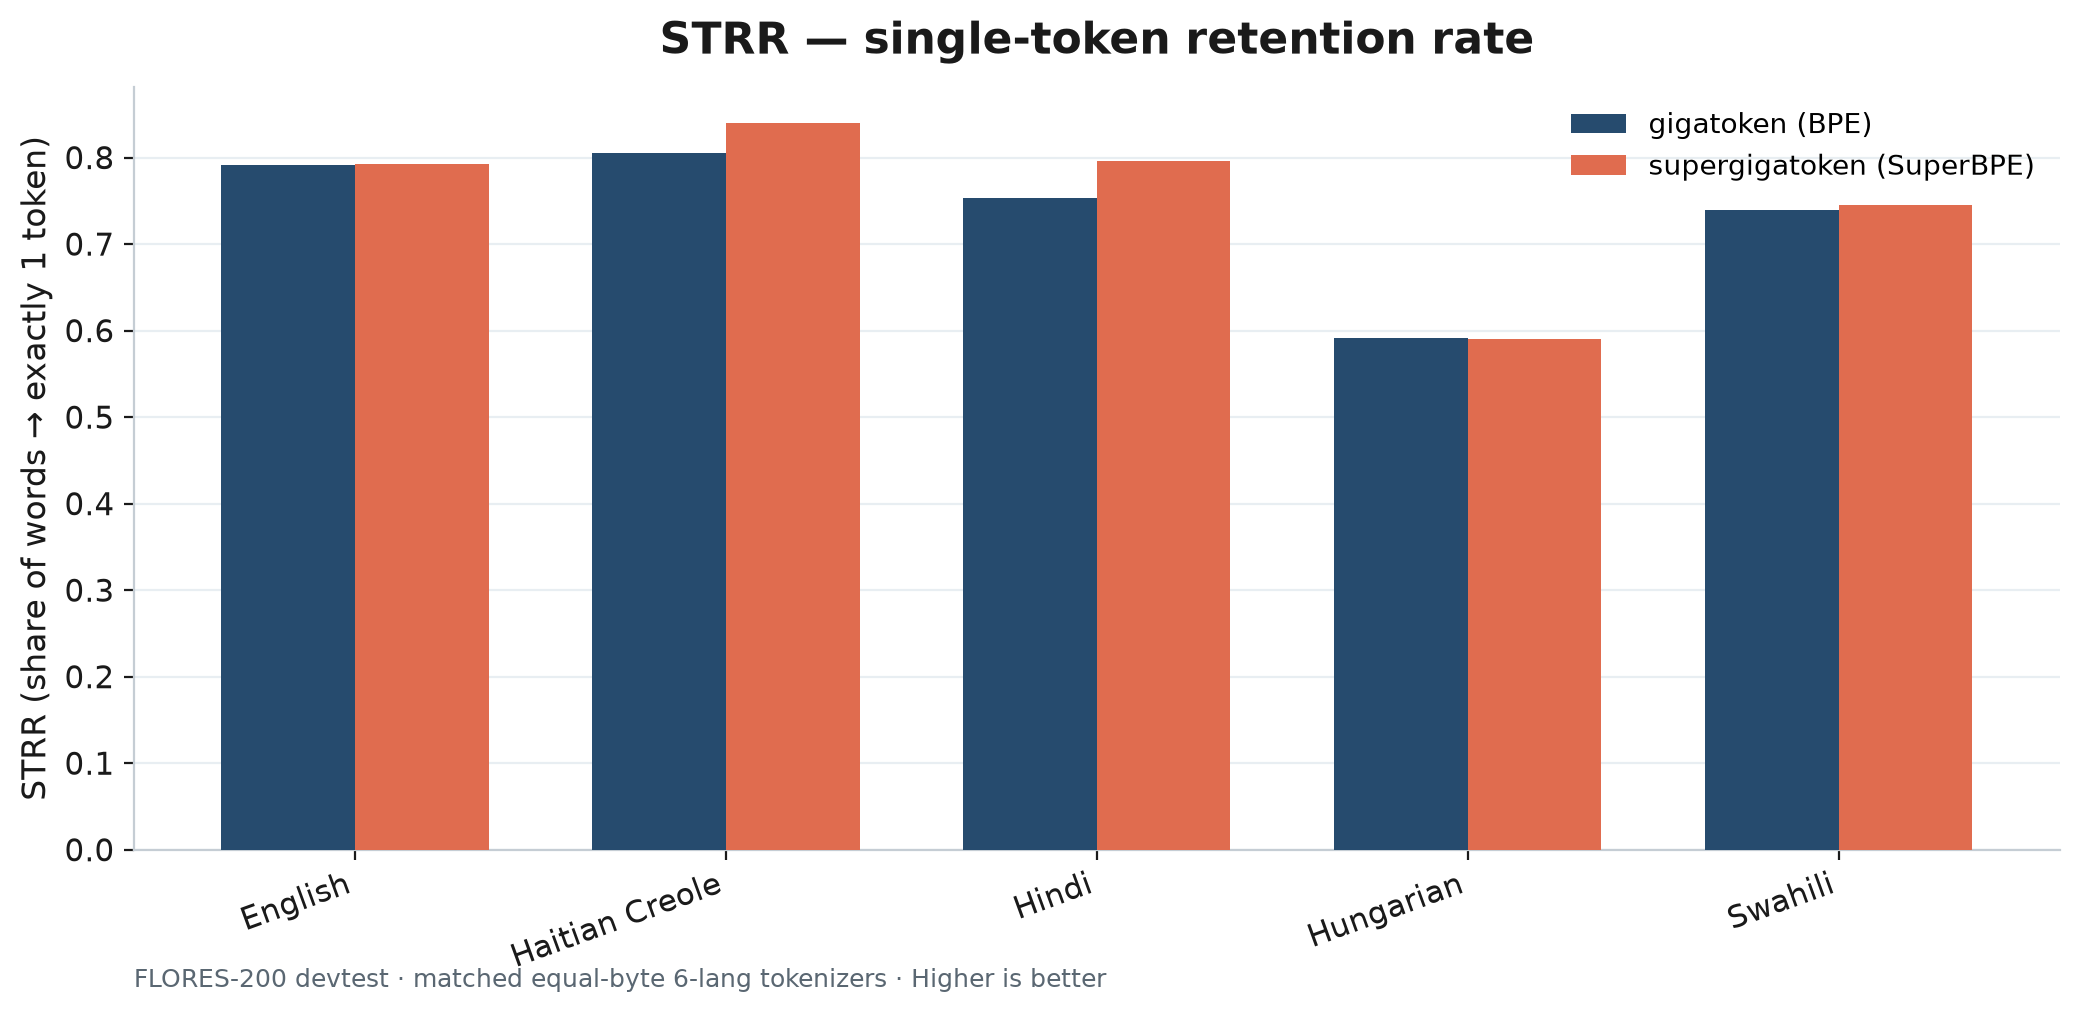 STRR — single-token retention rate
STRR (share of words → exactly 1 token)
gigatoken (BPE)
supergigatoken (SuperBPE)
0.8
0.7
0.6
0.5
0.4
0.3
0.2
0.1
0.0
English
Haitian Creole
Hindi
Hungarian
Swahili
FLORES-200 devtest · matched equal-byte 6-lang tokenizers · Higher is better